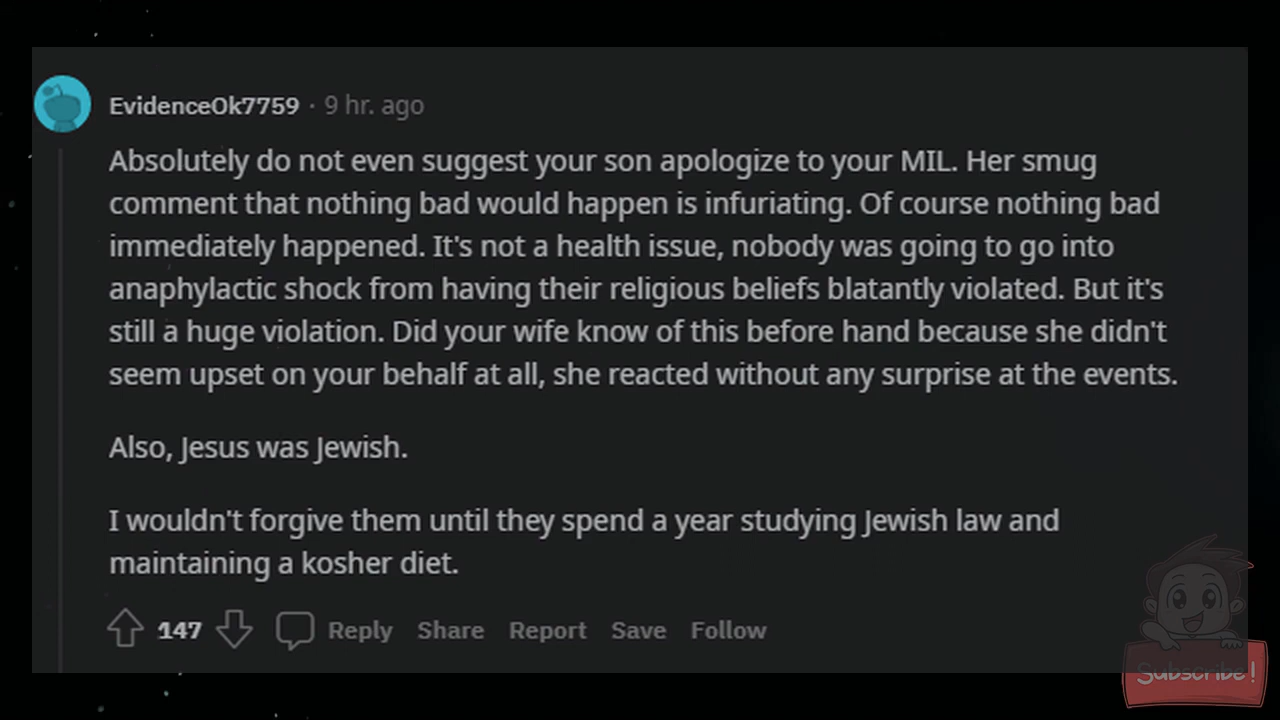 EvidenceOk7759 · 9 hr. ago
Absolutely do not even suggest your son apologize to your MIL. Her smug
comment that nothing bad would happen is infuriating. Of course nothing bad
immediately happened. It's not a health issue, nobody was going to go into
anaphylactic shock from having their religious beliefs blatantly violated. But it's
still a huge violation. Did your wife know of this before hand because she didn't
seem upset on your behalf at all, she reacted without any surprise at the events.
Also, Jesus was Jewish.
I wouldn't forgive them until they spend a year studying Jewish law and
maintaining a kosher diet.
147 Reply Share Report Save Follow
Subscribe!